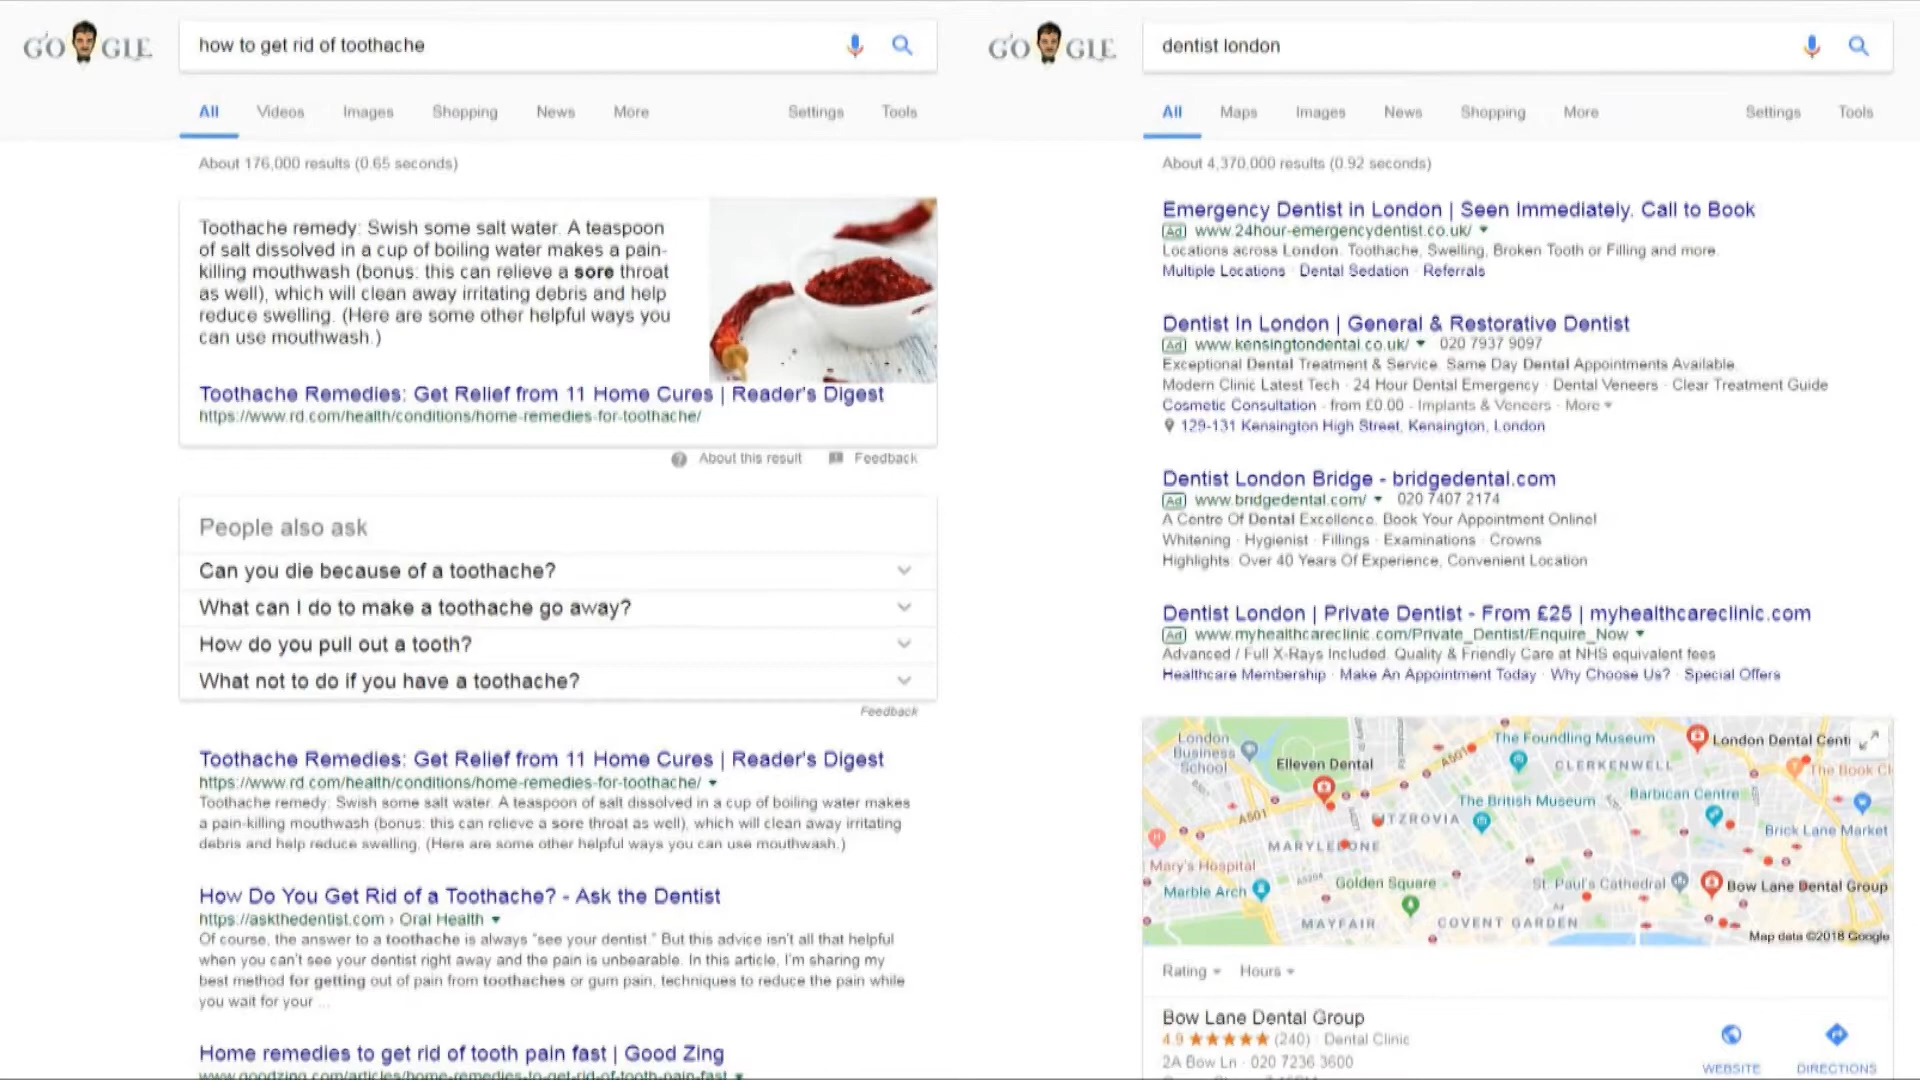 GO GLE
how to get rid of toothache
All Videos Images Shopping News More Settings Tools
About 176,000 results (0.65 seconds)
Toothache remedy: Swish some salt water. A teaspoon
of salt dissolved in a cup of boiling water makes a pain-
killing mouthwash (bonus: this can relieve a sore throat
as well), which will clean away irritating debris and help
reduce swelling. (Here are some other helpful ways you
can use mouthwash.)
Toothache Remedies: Get Relief from 11 Home Cures | Reader's Digest
https://www.rd.com/health/conditions/home-remedies-for-toothache/
About this result Feedback
People also ask
Can you die because of a toothache?
What can I do to make a toothache go away?
How do you pull out a tooth?
What not to do if you have a toothache?
Feedback
Toothache Remedies: Get Relief from 11 Home Cures | Reader's Digest
https://www.rd.com/health/conditions/home-remedies-for-toothache/
Toothache remedy: Swish some salt water. A teaspoon of salt dissolved in a cup of boiling water makes
a pain-killing mouthwash (bonus: this can relieve a sore throat as well), which will clean away irritating
debris and help reduce swelling. (Here are some other helpful ways you can use mouthwash.)
How Do You Get Rid of a Toothache? - Ask the Dentist
https://askthedentist.com › Oral Health
Of course, the answer to a toothache is always "see your dentist." But this advice isn't all that helpful
when you can't see your dentist right away and the pain is unbearable. In this article, I'm sharing my
best method for getting out of pain from toothaches or gum pain, techniques to reduce the pain while
you wait for your ...
Home remedies to get rid of tooth pain fast | Good Zing
www.goodzing.com/articles/home-remedies-to-get-rid-of-tooth-pain-fast
GO GLE
dentist london
All Maps Images News Shopping More Settings Tools
About 4,370,000 results (0.92 seconds)
Emergency Dentist in London | Seen Immediately. Call to Book
Ad www.24hour-emergencydentist.co.uk/
Locations across London. Toothache, Swelling, Broken Tooth or Filling and more.
Multiple Locations · Dental Sedation · Referrals
Dentist In London | General & Restorative Dentist
Ad www.kensingtondental.co.uk/ 020 7937 9097
Exceptional Dental Treatment & Service. Same Day Dental Appointments Available.
Modern Clinic Latest Tech · 24 Hour Dental Emergency · Dental Veneers · Clear Treatment Guide
Cosmetic Consultation - from £0.00 - Implants & Veneers · More
129-131 Kensington High Street, Kensington, London
Dentist London Bridge - bridgedental.com
Ad www.bridgedental.com/ 020 7407 2174
A Centre Of Dental Excellence. Book Your Appointment Online!
Whitening · Hygienist · Fillings · Examinations · Crowns
Highlights: Over 40 Years Of Experience, Convenient Location
Dentist London | Private Dentist - From £25 | myhealthcareclinic.com
Ad www.myhealthcareclinic.com/Private_Dentist/Enquire_Now
Advanced / Full X-Rays Included. Quality & Friendly Care at NHS equivalent fees
Healthcare Membership · Make An Appointment Today · Why Choose Us? · Special Offers
London
Business
School
Elleven Dental
The Foundling Museum
London Dental Cent
A501
CLERKENWELL
The Book Cl
The British Museum
Barbican Centre
A501
FITZROVIA
Brick Lane Market
MARYLEBONE
Mary's Hospital
Marble Arch
Golden Square
St. Paul's Cathedral
Bow Lane Dental Group
MAYFAIR
COVENT GARDEN
Map data ©2018 Google
Rating Hours
Bow Lane Dental Group
4.9 (240) · Dental Clinic
2A Bow Ln · 020 7236 3600
WEBSITE DIRECTIONS